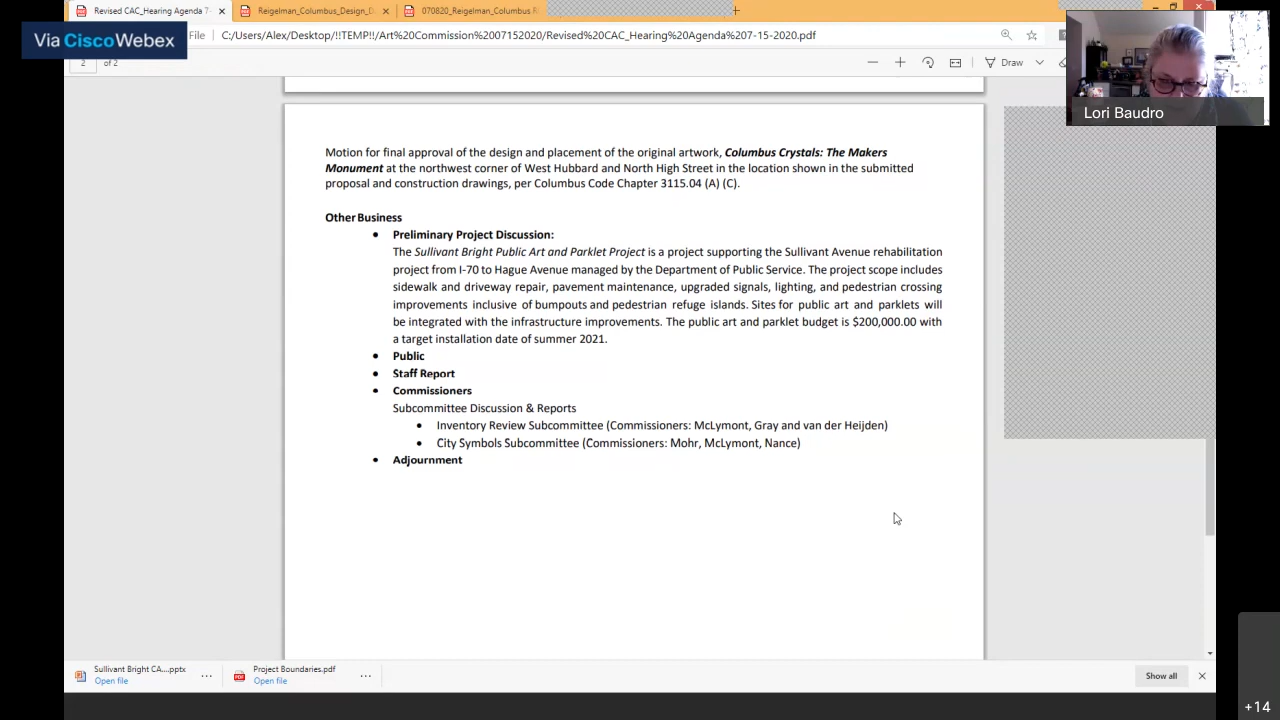 Revised CAC_Hearing Agenda 7-
Reigelman_Columbus_Design_D
070820_Reigelman_Columbus R
Via CiscoWebex
File
C:/Users/Alex/Desktop/!!TEMP!!/Art%20Commission%2007152020/Revised%20CAC_Hearing%20Agenda%207-15-2020.pdf
2 of 2
Draw
Lori Baudro
Motion for final approval of the design and placement of the original artwork, Columbus Crystals: The Makers
Monument at the northwest corner of West Hubbard and North High Street in the location shown in the submitted
proposal and construction drawings, per Columbus Code Chapter 3115.04 (A) (C).
Other Business
• Preliminary Project Discussion:
The Sullivant Bright Public Art and Parklet Project is a project supporting the Sullivant Avenue rehabilitation
project from I-70 to Hague Avenue managed by the Department of Public Service. The project scope includes
sidewalk and driveway repair, pavement maintenance, upgraded signals, lighting, and pedestrian crossing
improvements inclusive of bumpouts and pedestrian refuge islands. Sites for public art and parklets will
be integrated with the infrastructure improvements. The public art and parklet budget is $200,000.00 with
a target installation date of summer 2021.
• Public
• Staff Report
• Commissioners
Subcommittee Discussion & Reports
• Inventory Review Subcommittee (Commissioners: McLymont, Gray and van der Heijden)
• City Symbols Subcommittee (Commissioners: Mohr, McLymont, Nance)
• Adjournment
Sullivant Bright CA....pptx
Open file
Project Boundaries.pdf
Open file
Show all
+14